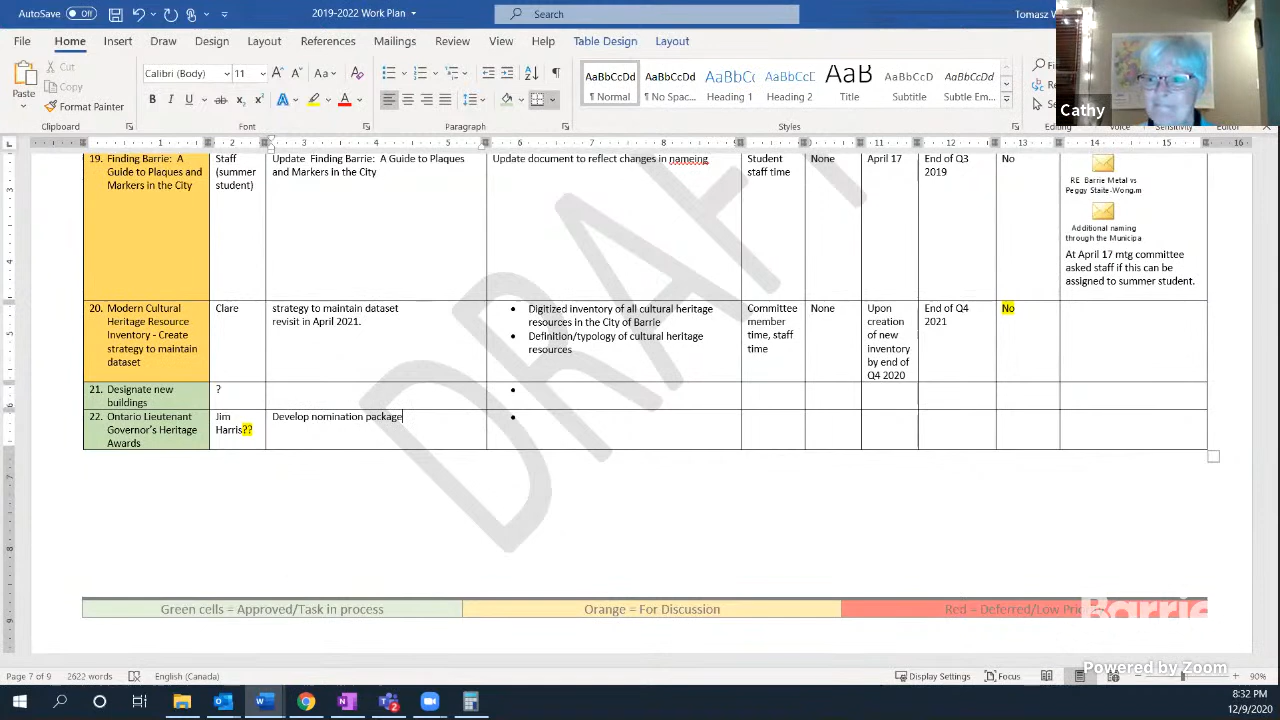 AutoSave Off
2019-2021 Work Plan
Search
Tomasz W
File Home Insert Draw Design Layout References Mailings Review View Help Table Design Layout
Cut
Copy
Format Painter
Paste
Calibri (Body) 11
AaBbCcDd AaBbCcDd AaBbCc AaBbCcC AaB AaBbCcD AaBbCcD
¶ Normal ¶ No Spac... Heading 1 Heading 2 Title Subtitle Subtle Em...
Cathy
Clipboard Font Paragraph Styles Editing Voice Sensitivity Editor
19. Finding Barrie: A
Guide to Plaques and
Markers in the City
Staff
(summer
student)
Update Finding Barrie: A Guide to Plaques
and Markers in the City
Update document to reflect changes in nameing
Student
staff time
None
April 17
End of Q3
2019
No
RE Barrie Metal vs
Peggy Staite-Wong.m
Additional naming
through the Municipa
At April 17 mtg committee
asked staff if this can be
assigned to summer student.
20. Modern Cultural
Heritage Resource
Inventory - Create
strategy to maintain
dataset
Clare
strategy to maintain dataset
revisit in April 2021.
• Digitized inventory of all cultural heritage
resources in the City of Barrie
• Definition/typology of cultural heritage
resources
Committee
member
time, staff
time
None
Upon
creation
of new
inventory
by end of
Q4 2020
End of Q4
2021
No
21. Designate new
buildings
?
•
22. Ontario Lieutenant
Governor's Heritage
Awards
Jim
Harris??
Develop nomination package
•
DRAFT
Green cells = Approved/Task in process
Orange = For Discussion
Red = Deferred/Low
Barrie
Powered by Zoom
Page 7 of 9 2622 words English (Canada)
Display Settings Focus 90%
8:32 PM
12/9/2020